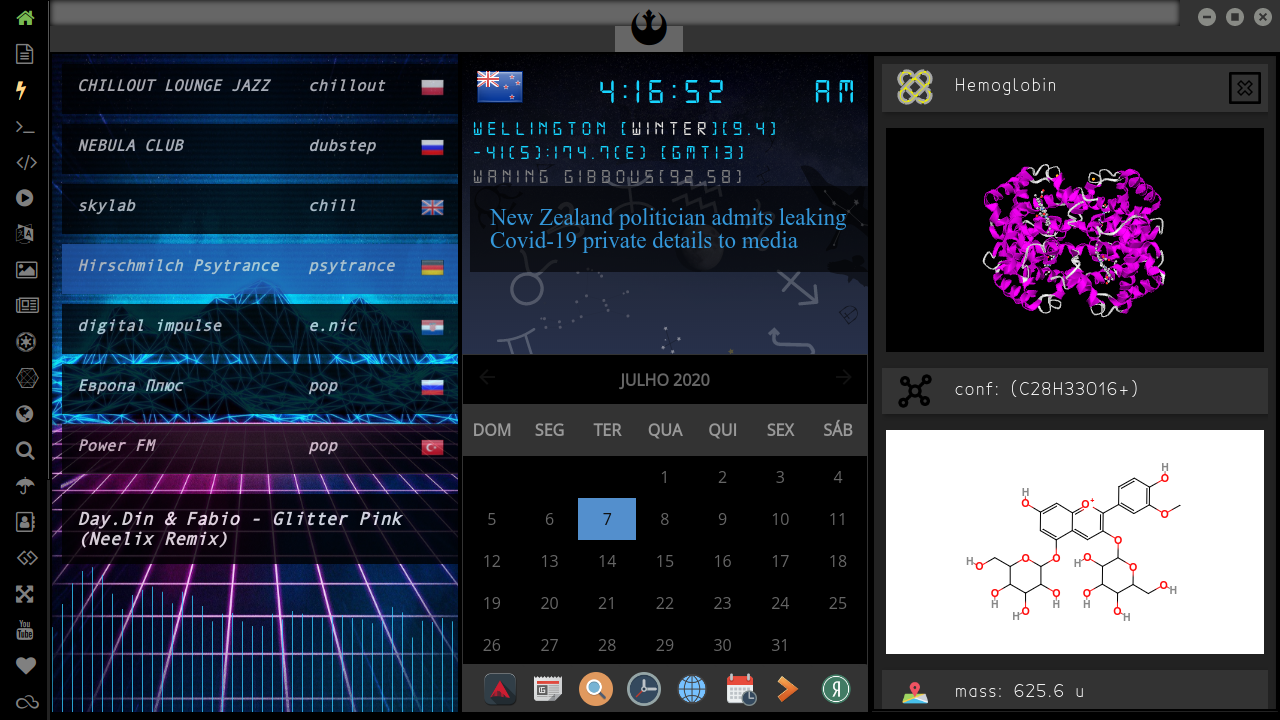 CHILLOUT LOUNGE JAZZ chillout
NEBULA CLUB dubstep
skylab chill
Hirschmilch Psytrance psytrance
digital impulse e.nic
Европа Плюс pop
Power FM pop
Day.Din & Fabio - Glitter Pink
(Neelix Remix)
4:16:52 AM
WELLINGTON [WINTER][9.4]
-41(S):174.7(E) [GMT13]
WANING GIBBOUS[92.58]
New Zealand politician admits leaking
Covid-19 private details to media
JULHO 2020
DOM SEG TER QUA QUI SEX SÁB
1 2 3 4
5 6 7 8 9 10 11
12 13 14 15 16 17 18
19 20 21 22 23 24 25
26 27 28 29 30 31
Hemoglobin
conf: (C28H33O16+)
mass: 625.6 u
You
Tube